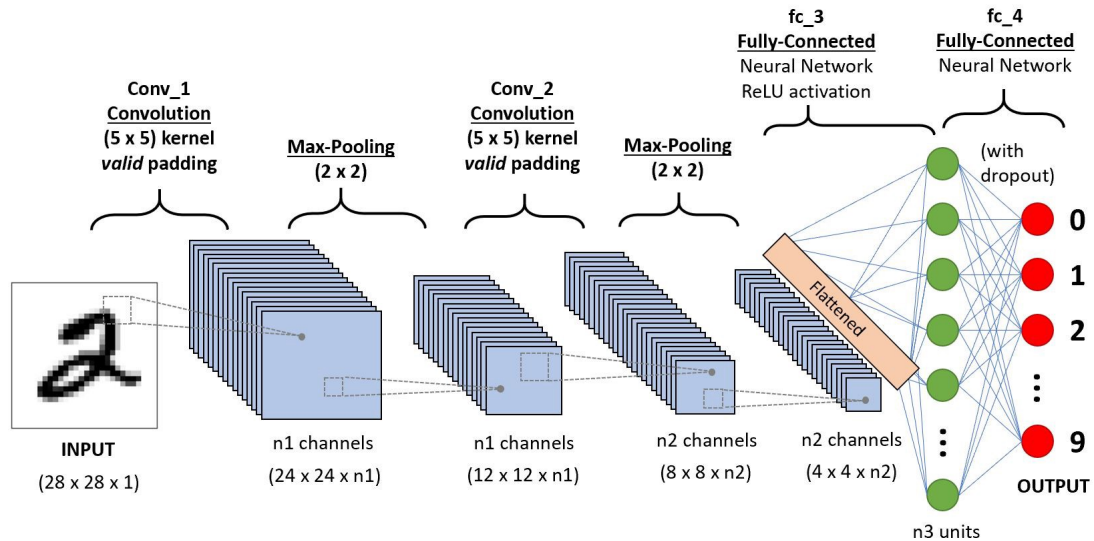 Conv_1
Convolution
(5 x 5) kernel
valid padding
Max-Pooling
(2 x 2)
Conv_2
Convolution
(5 x 5) kernel
valid padding
Max-Pooling
(2 x 2)
fc_3
Fully-Connected
Neural Network
ReLU activation
fc_4
Fully-Connected
Neural Network
(with
dropout)
Flattened
0
1
2
9
OUTPUT
2
INPUT
(28 x 28 x 1)
n1 channels
(24 x 24 x n1)
n1 channels
(12 x 12 x n1)
n2 channels
(8 x 8 x n2)
n2 channels
(4 x 4 x n2)
n3 units